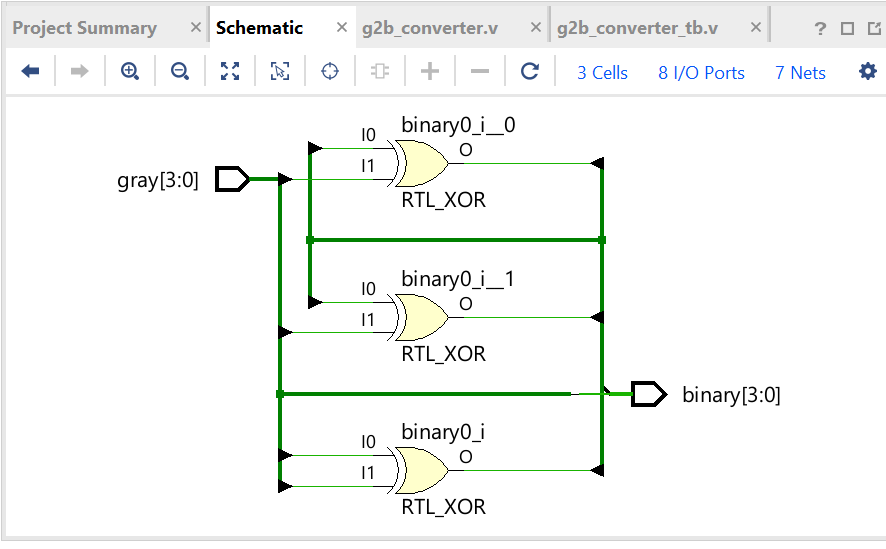 Project Summary × Schematic × g2b_converter.v × g2b_converter_tb.v × ?
3 Cells 8 I/O Ports 7 Nets
binary0_i__0
I0
O
I1
gray[3:0]
RTL_XOR
binary0_i__1
I0
O
I1
RTL_XOR
binary[3:0]
binary0_i
I0
O
I1
RTL_XOR